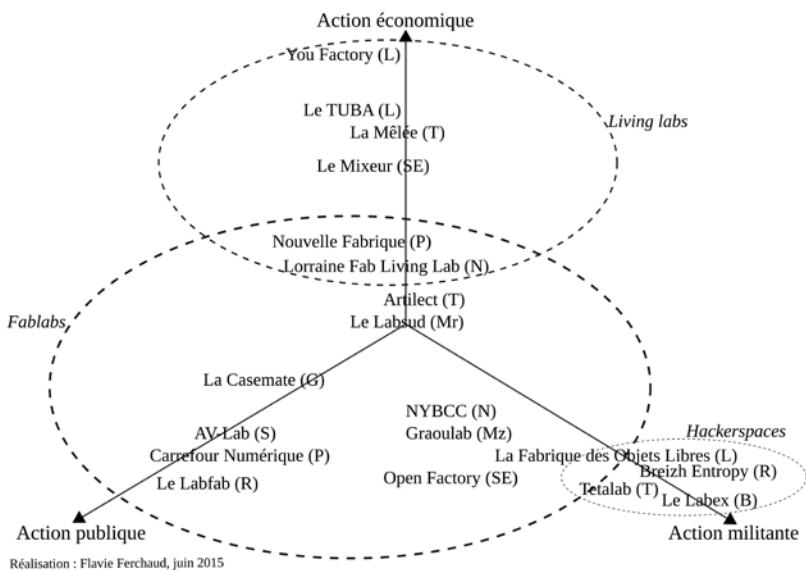 Action économique
You Factory (L)
Le TUBA (L)
Living labs
La Mêlée (T)
Le Mixeur (SE)
Nouvelle Fabrique (P)
Lorraine Fab Living Lab (N)
Artilect (T)
Fablabs
Le Labsud (Mr)
La Casemate (G)
NYBCC (N)
AV-Lab (S)
Graoulab (Mz)
Hackerspaces
Carrefour Numérique (P)
La Fabrique des Objets Libres (L)
Breizh Entropy (R)
Le Labfab (R)
Open Factory (SE)
Tetalab (T)
Le Labex (B)
Action publique
Action militante
Réalisation : Flavie Ferchaud, juin 2015